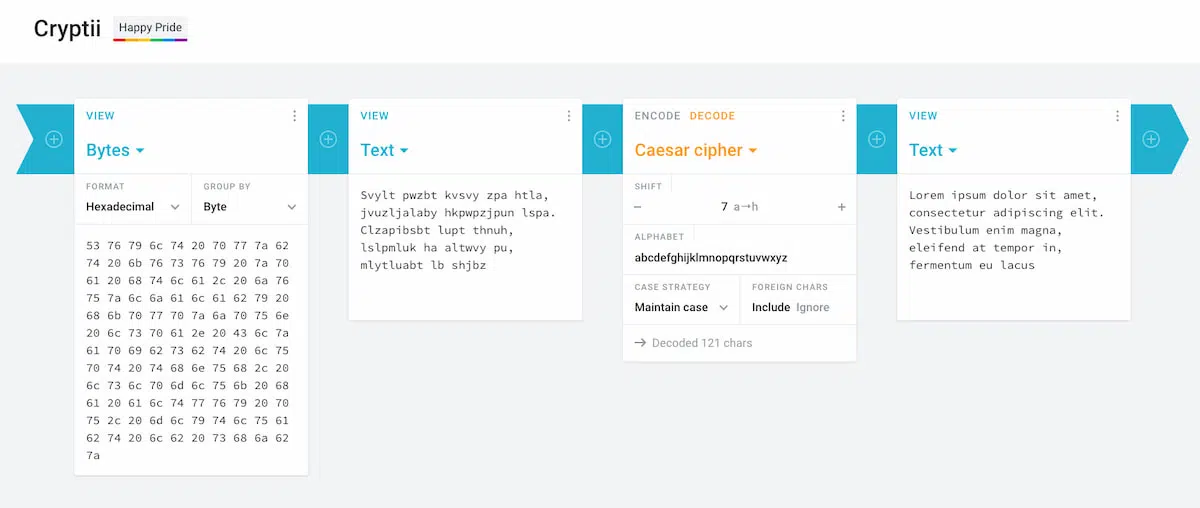 Cryptii
Happy Pride
VIEW
Bytes
FORMAT
Hexadecimal
GROUP BY
Byte
53 76 79 6c 74 20 70 77 7a 62
74 20 6b 76 73 76 79 20 7a 70
61 20 68 74 6c 61 2c 20 6a 76
75 7a 6c 6a 61 6c 61 62 79 20
68 6b 70 77 70 7a 6a 70 75 6e
20 6c 73 70 61 2e 20 43 6c 7a
61 70 69 62 73 62 74 20 6c 75
70 74 20 74 68 6e 75 68 2c 20
6c 73 6c 70 6d 6c 75 6b 20 68
61 20 61 6c 74 77 76 79 20 70
75 2c 20 6d 6c 79 74 6c 75 61
62 74 20 6c 62 20 73 68 6a 62
7a
VIEW
Text
Svylt pwzbt kvsvy zpa htla,
jvuzljalaby hkpwpzjpun lspa.
Clzapibsbt lupt thnuh,
lslpmluk ha altwvy pu,
mlytluabt lb shjbz
ENCODE DECODE
Caesar cipher
SHIFT
− 7 a→h +
ALPHABET
abcdefghijklmnopqrstuvwxyz
CASE STRATEGY
Maintain case
FOREIGN CHARS
Include Ignore
→ Decoded 121 chars
VIEW
Text
Lorem ipsum dolor sit amet,
consectetur adipiscing elit.
Vestibulum enim magna,
eleifend at tempor in,
fermentum eu lacus